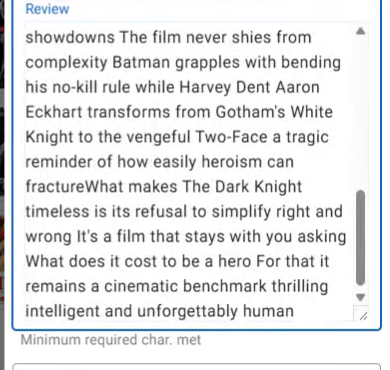 Review
showdowns The film never shies from
complexity Batman grapples with bending
his no-kill rule while Harvey Dent Aaron
Eckhart transforms from Gotham's White
Knight to the vengeful Two-Face a tragic
reminder of how easily heroism can
fractureWhat makes The Dark Knight
timeless is its refusal to simplify right and
wrong It's a film that stays with you asking
What does it cost to be a hero For that it
remains a cinematic benchmark thrilling
intelligent and unforgettably human
Minimum required char. met